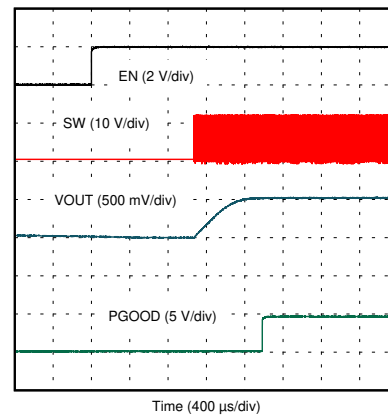 EN (2 V/div)
SW (10 V/div)
VOUT (500 mV/div)
PGOOD (5 V/div)
Time (400 μs/div)